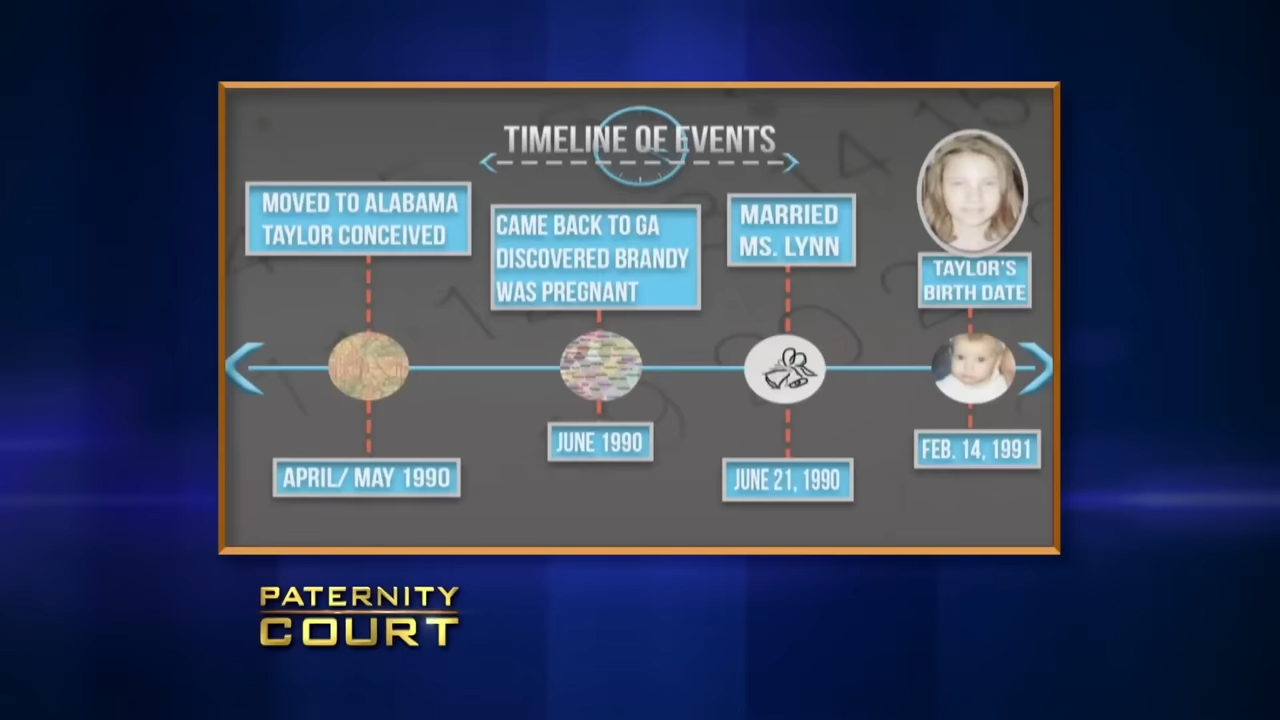 TIMELINE OF EVENTS
MOVED TO ALABAMA
TAYLOR CONCEIVED
APRIL/ MAY 1990
CAME BACK TO GA
DISCOVERED BRANDY
WAS PREGNANT
JUNE 1990
MARRIED
MS. LYNN
JUNE 21, 1990
TAYLOR'S
BIRTH DATE
FEB. 14, 1991
PATERNITY
COURT